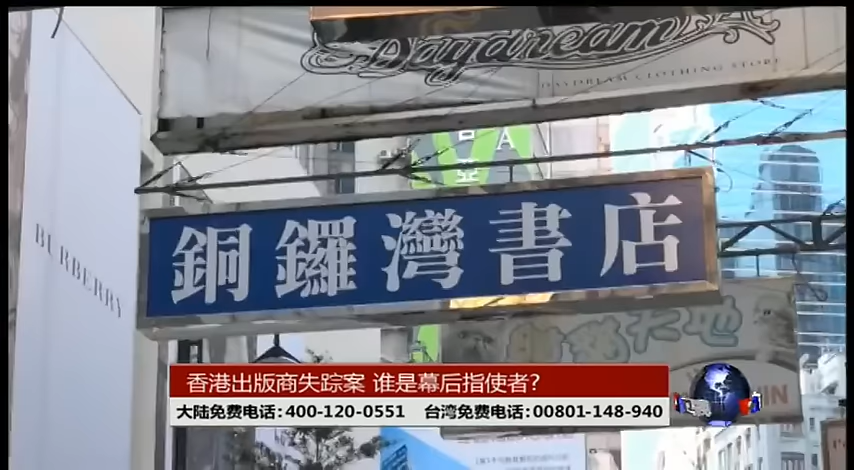 Daydream
DAYDREAM CLOTHING STORE
A
BURBERRY
銅鑼灣書店
天地
香港出版商失踪案 谁是幕后指使者?
大陆免费电话:400-120-0551 台湾免费电话:00801-148-940